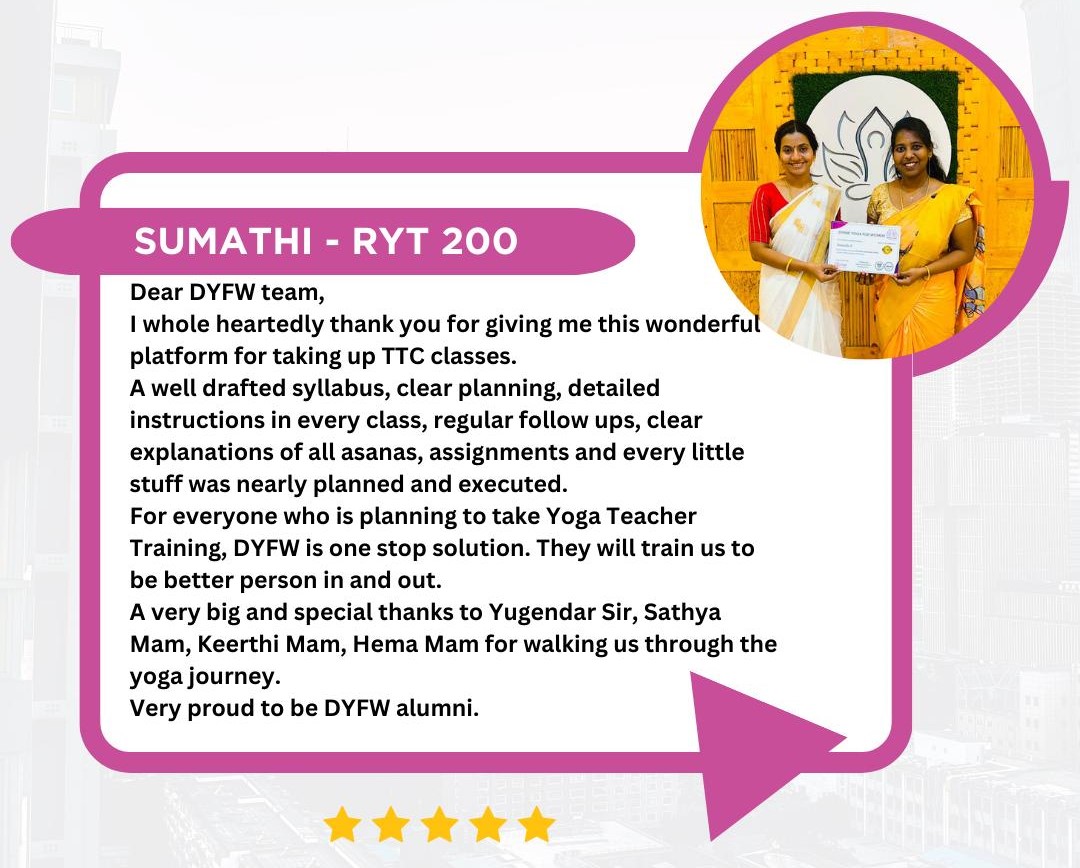 SUMATHI - RYT 200
Dear DYFW team,
I whole heartedly thank you for giving me this wonderful
platform for taking up TTC classes.
A well drafted syllabus, clear planning, detailed
instructions in every class, regular follow ups, clear
explanations of all asanas, assignments and every little
stuff was nearly planned and executed.
For everyone who is planning to take Yoga Teacher
Training, DYFW is one stop solution. They will train us to
be better person in and out.
A very big and special thanks to Yugendar Sir, Sathya
Mam, Keerthi Mam, Hema Mam for walking us through the
yoga journey.
Very proud to be DYFW alumni.